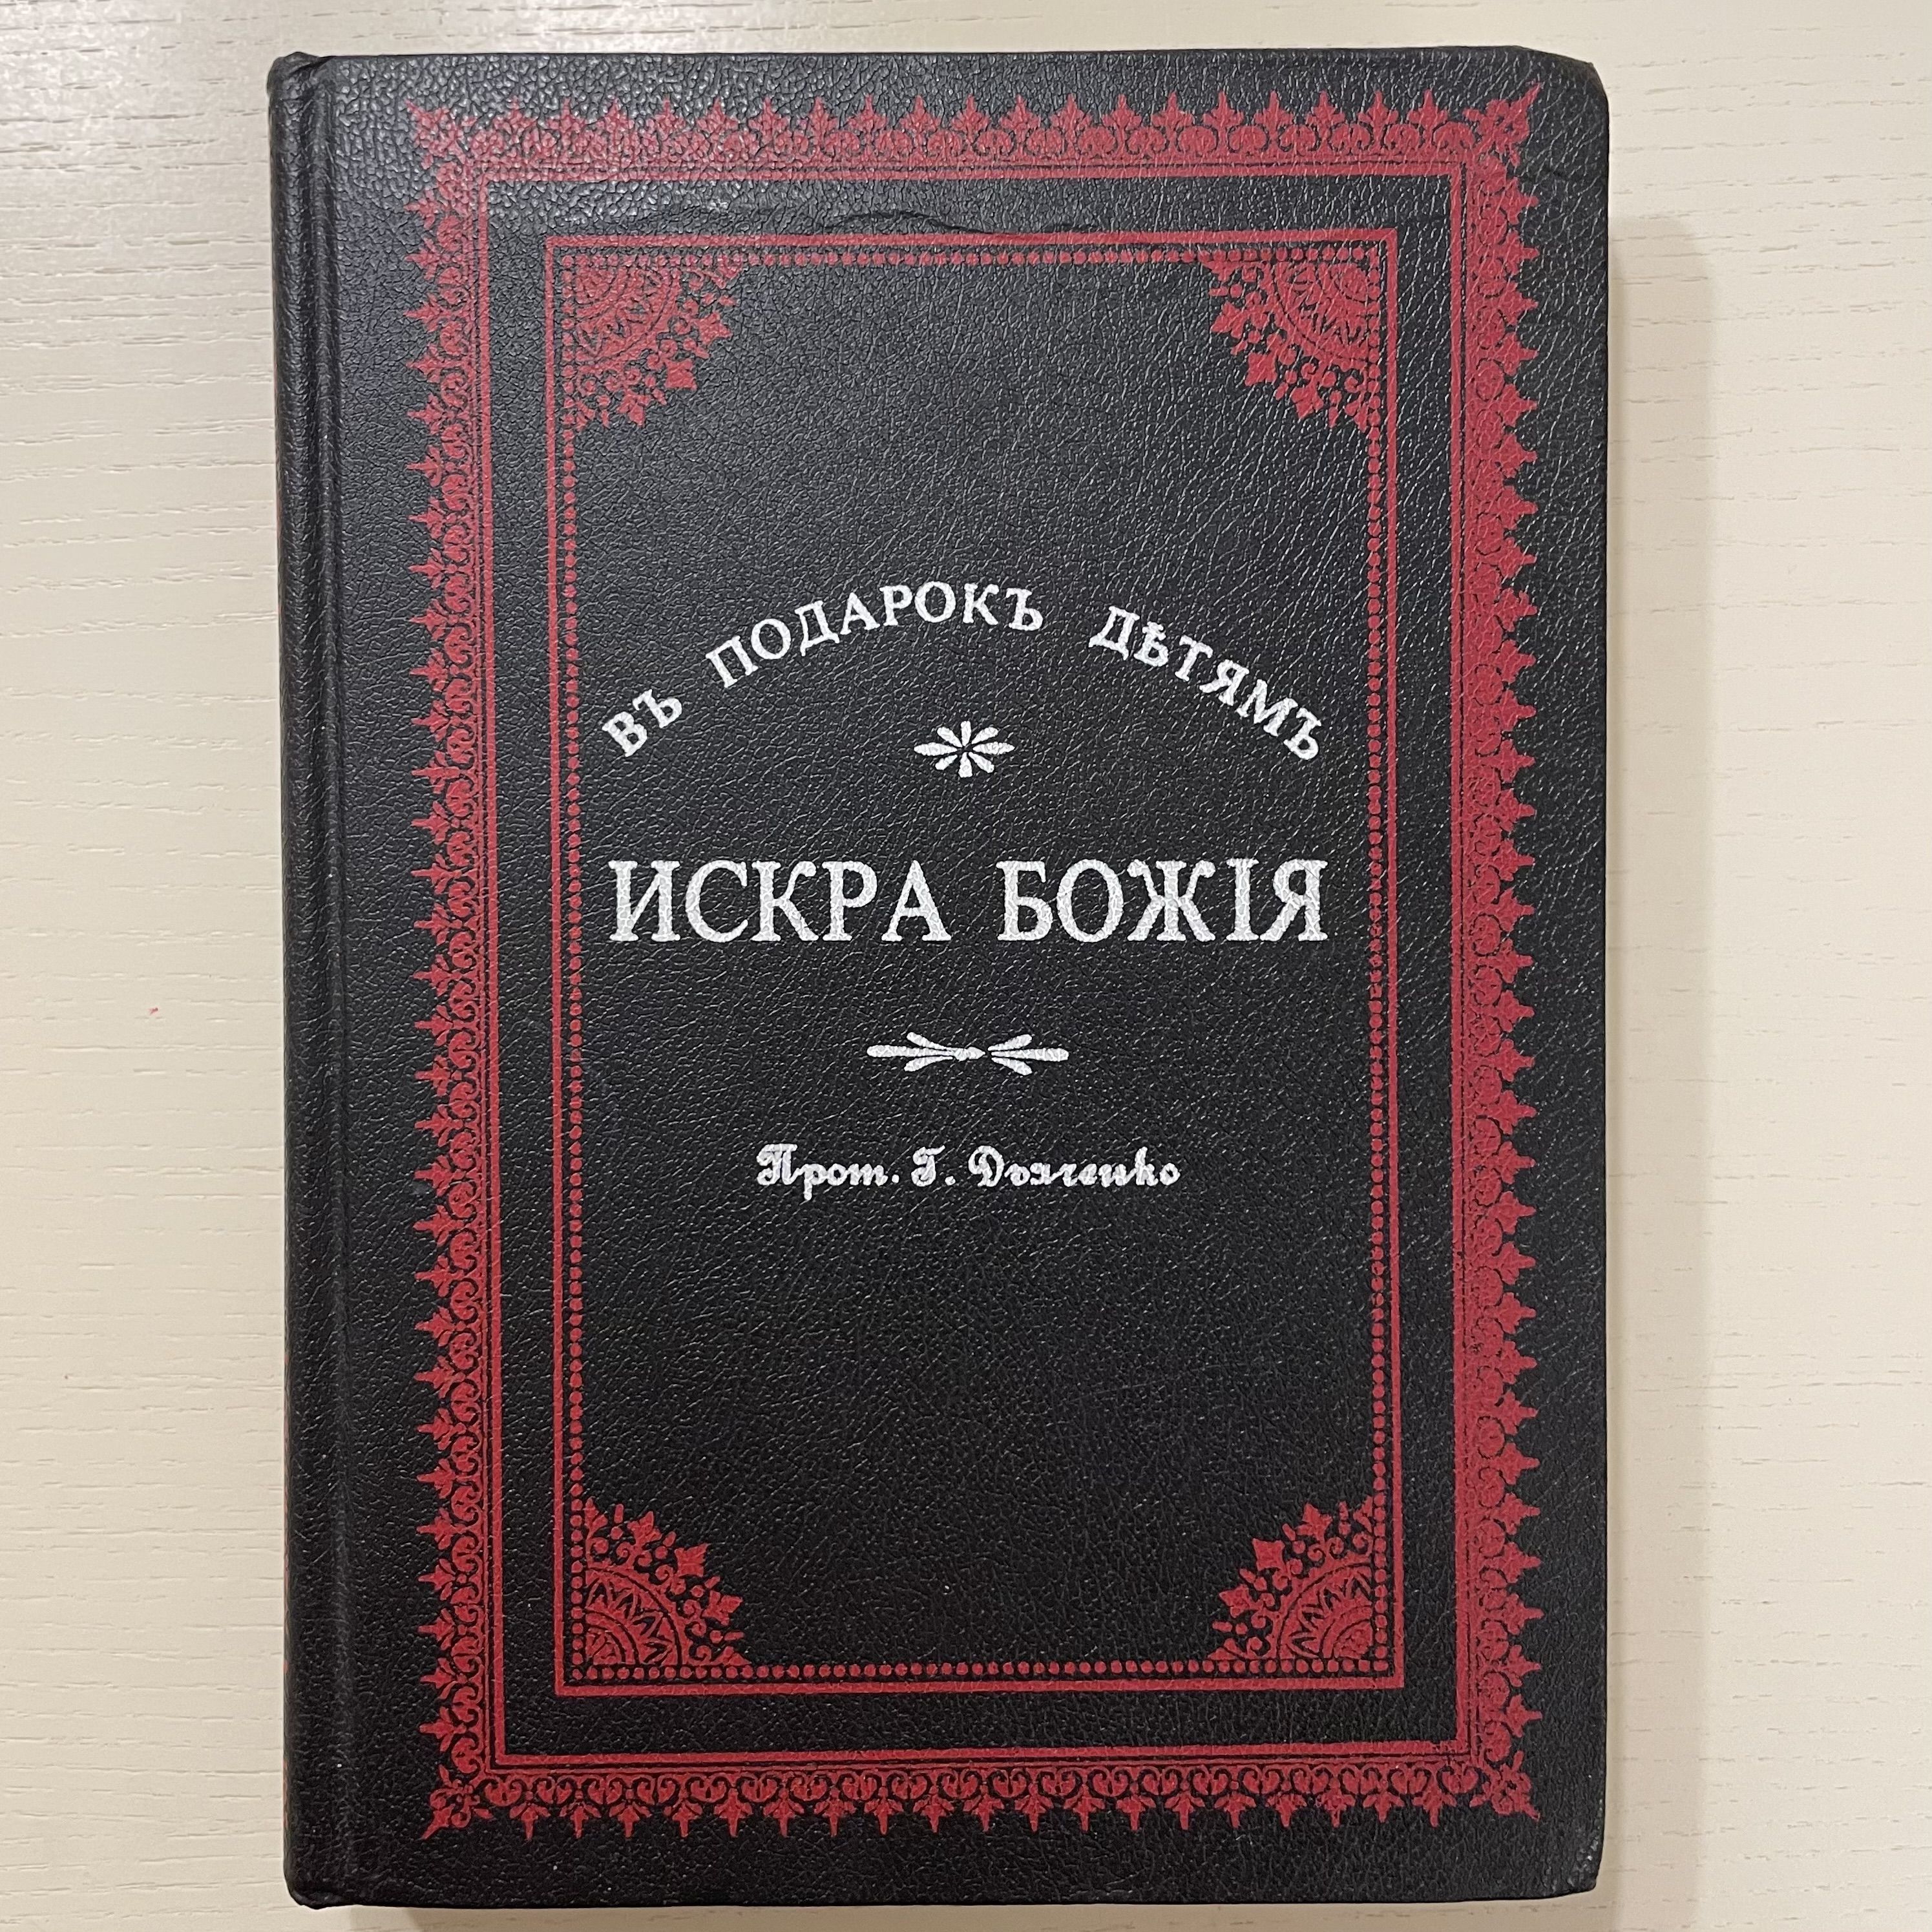 ВЪ ПОДАРОКЪ ДѢТЯМЪ
ИСКРА БОЖІЯ
Прот. Г. Дьяченко